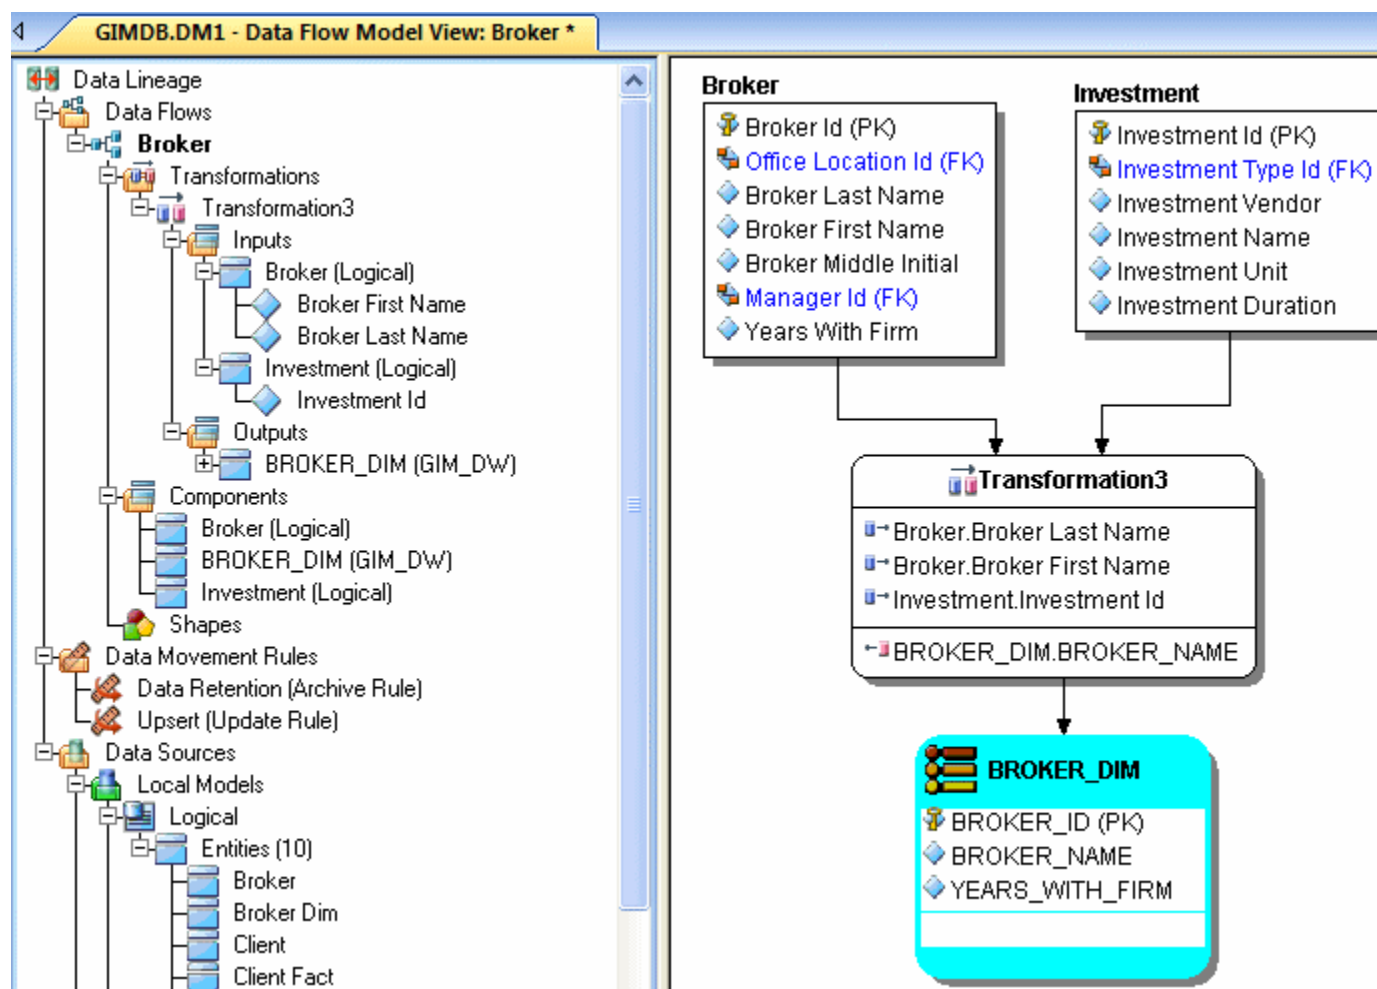 GIMDB.DM1 - Data Flow Model View: Broker *
Data Lineage
Data Flows
Broker
Transformations
Transformation3
Inputs
Broker (Logical)
Broker First Name
Broker Last Name
Investment (Logical)
Investment Id
Outputs
BROKER_DIM (GIM_DW)
Components
Broker (Logical)
BROKER_DIM (GIM_DW)
Investment (Logical)
Shapes
Data Movement Rules
Data Retention (Archive Rule)
Upsert (Update Rule)
Data Sources
Local Models
Logical
Entities (10)
Broker
Broker Dim
Client
Client Fact
Broker
Broker Id (PK)
Office Location Id (FK)
Broker Last Name
Broker First Name
Broker Middle Initial
Manager Id (FK)
Years With Firm
Investment
Investment Id (PK)
Investment Type Id (FK)
Investment Vendor
Investment Name
Investment Unit
Investment Duration
Transformation3
Broker.Broker Last Name
Broker.Broker First Name
Investment.Investment Id
BROKER_DIM.BROKER_NAME
BROKER_DIM
BROKER_ID (PK)
BROKER_NAME
YEARS_WITH_FIRM